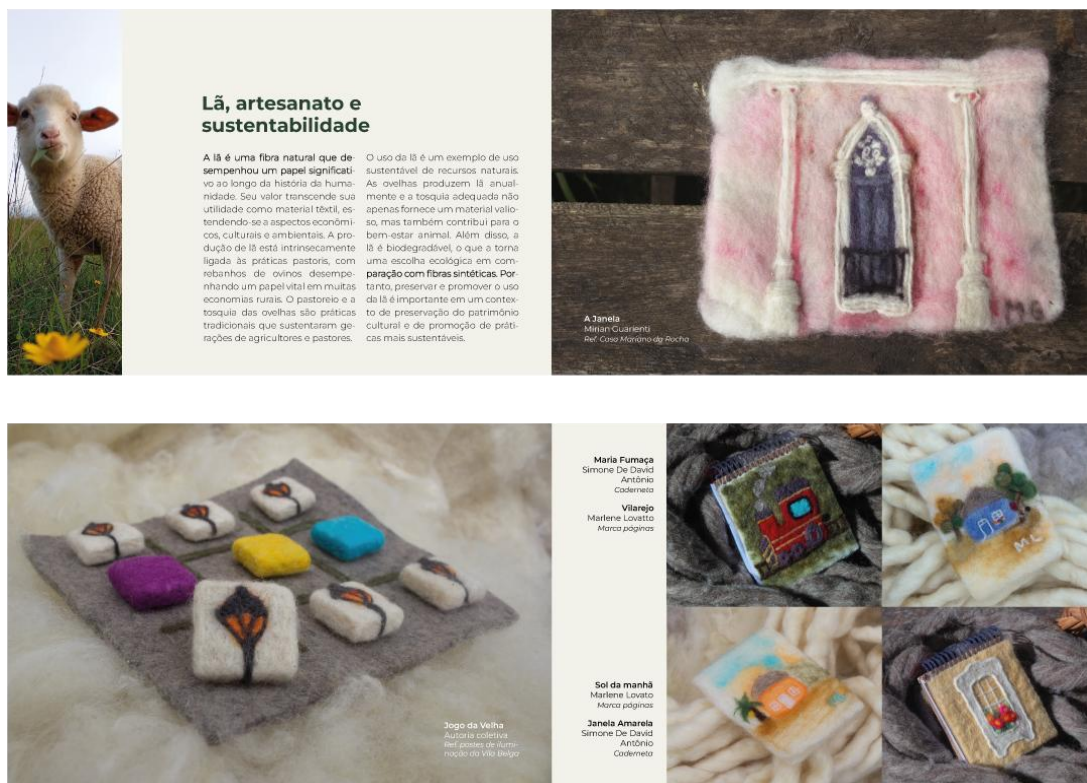 Lã, artesanato e
sustentabilidade
A lã é uma fibra natural que de-
sempenhou um papel significati-
vo ao longo da história da huma-
nidade. Seu valor transcende sua
utilidade como material têxtil, es-
tendendo-se a aspectos econômi-
cos, culturais e ambientais. A pro-
dução de lã está intrinsecamente
ligada às práticas pastoris, com
rebanhos de ovinos desempe-
nhando um papel vital em muitas
economias rurais. O pastoreio e a
tosquia das ovelhas são práticas
tradicionais que sustentaram ge-
rações de agricultores e pastores.
O uso da lã é um exemplo de uso
sustentável de recursos naturais.
As ovelhas produzem lã anual-
mente e a tosquia adequada não
apenas fornece um material valio-
so, mas também contribui para o
bem-estar animal. Além disso, a
lã é biodegradável, o que a torna
uma escolha ecológica em com-
paração com fibras sintéticas. Por-
tanto, preservar e promover o uso
da lã é importante em um contex-
to de preservação do patrimônio
cultural e de promoção de práti-
cas mais sustentáveis.
A Janela
Mirian Guarienti
Ref. Casa Mariano da Rocha
MG
Jogo da Velha
Autoria coletiva
Ref. postes de ilumi-
nação da Vila Belga
Maria Fumaça
Simone De David
Antônio
Caderneta
Vilarejo
Marlene Lovatto
Marca páginas
ML
Sol da manhã
Marlene Lovato
Marca páginas
Janela Amarela
Simone De David
Antônio
Caderneta